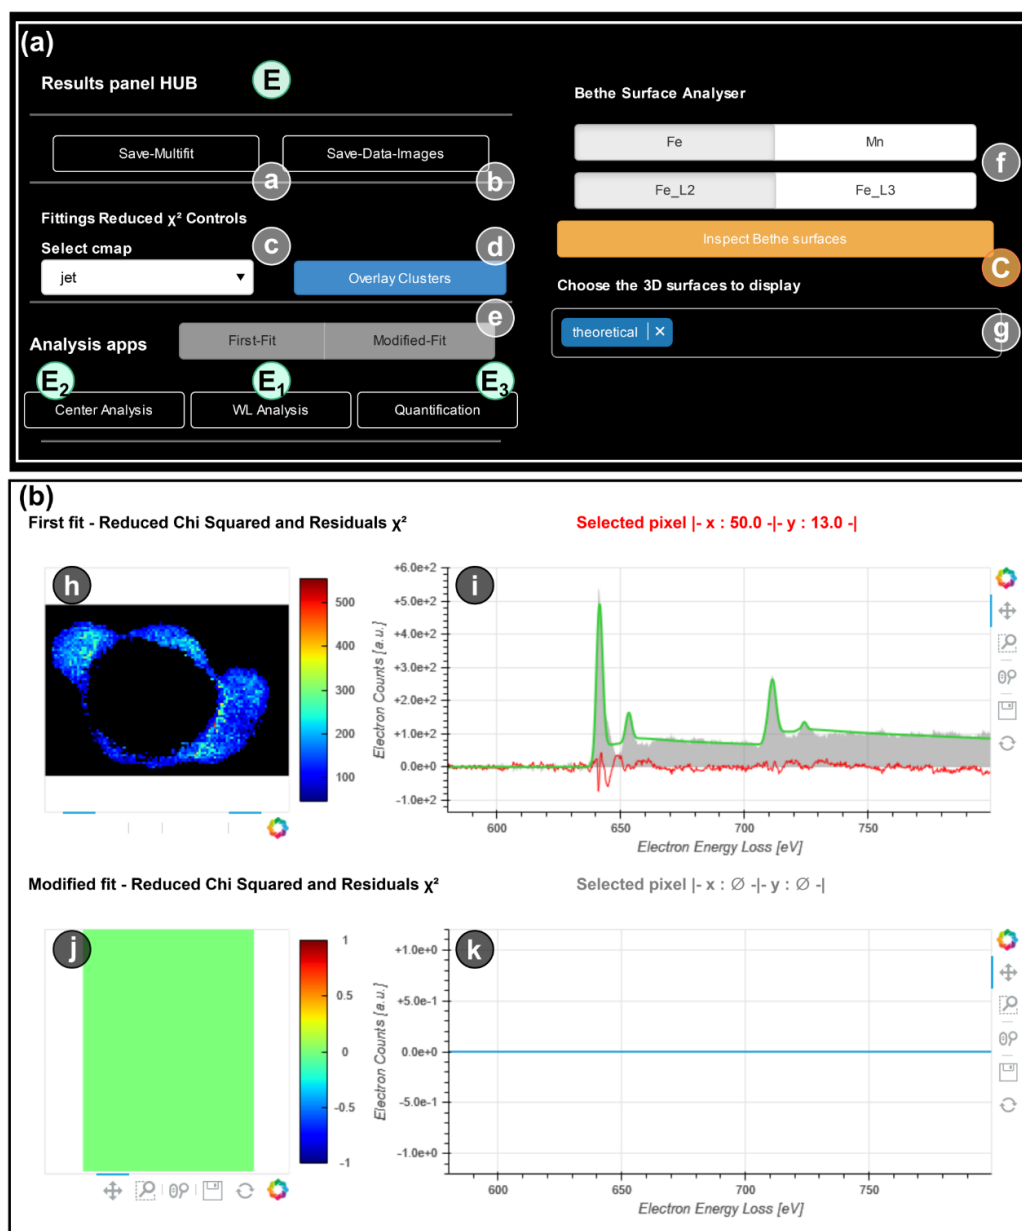 (a)
Results panel HUB
E
Save-Multifit
Save-Data-Images
a
b
Fittings Reduced χ² Controls
Select cmap
c
d
jet
Overlay Clusters
e
Analysis apps
First-Fit
Modified-Fit
E2
E1
E3
Center Analysis
WL Analysis
Quantification
Bethe Surface Analyser
Fe
Mn
f
Fe_L2
Fe_L3
Inspect Bethe surfaces
C
Choose the 3D surfaces to display
theoretical
g
(b)
First fit - Reduced Chi Squared and Residuals χ²
Selected pixel |- x : 50.0 -|- y : 13.0 -|
h
500
400
300
200
100
i
+6.0e+2
+5.0e+2
+4.0e+2
+3.0e+2
+2.0e+2
+1.0e+2
0.0e+0
-1.0e+2
Electron Counts [a.u.]
600
650
700
750
Electron Energy Loss [eV]
Modified fit - Reduced Chi Squared and Residuals χ²
Selected pixel |- x : ∅ -|- y : ∅ -|
j
1
0.5
0
-0.5
-1
k
+1.0e+0
+5.0e-1
0.0e+0
-5.0e-1
-1.0e+0
Electron Counts [a.u.]
600
650
700
750
Electron Energy Loss [eV]